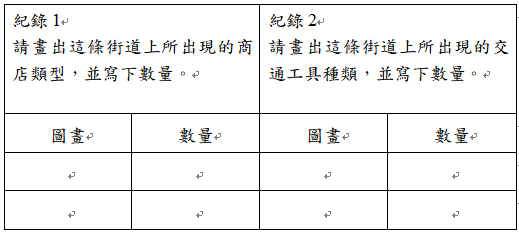 紀錄 1
請畫出這條街道上所出現的商
店類型，並寫下數量。
紀錄 2
請畫出這條街道上所出現的交
通工具種類，並寫下數量。
圖畫 數量 圖畫 數量